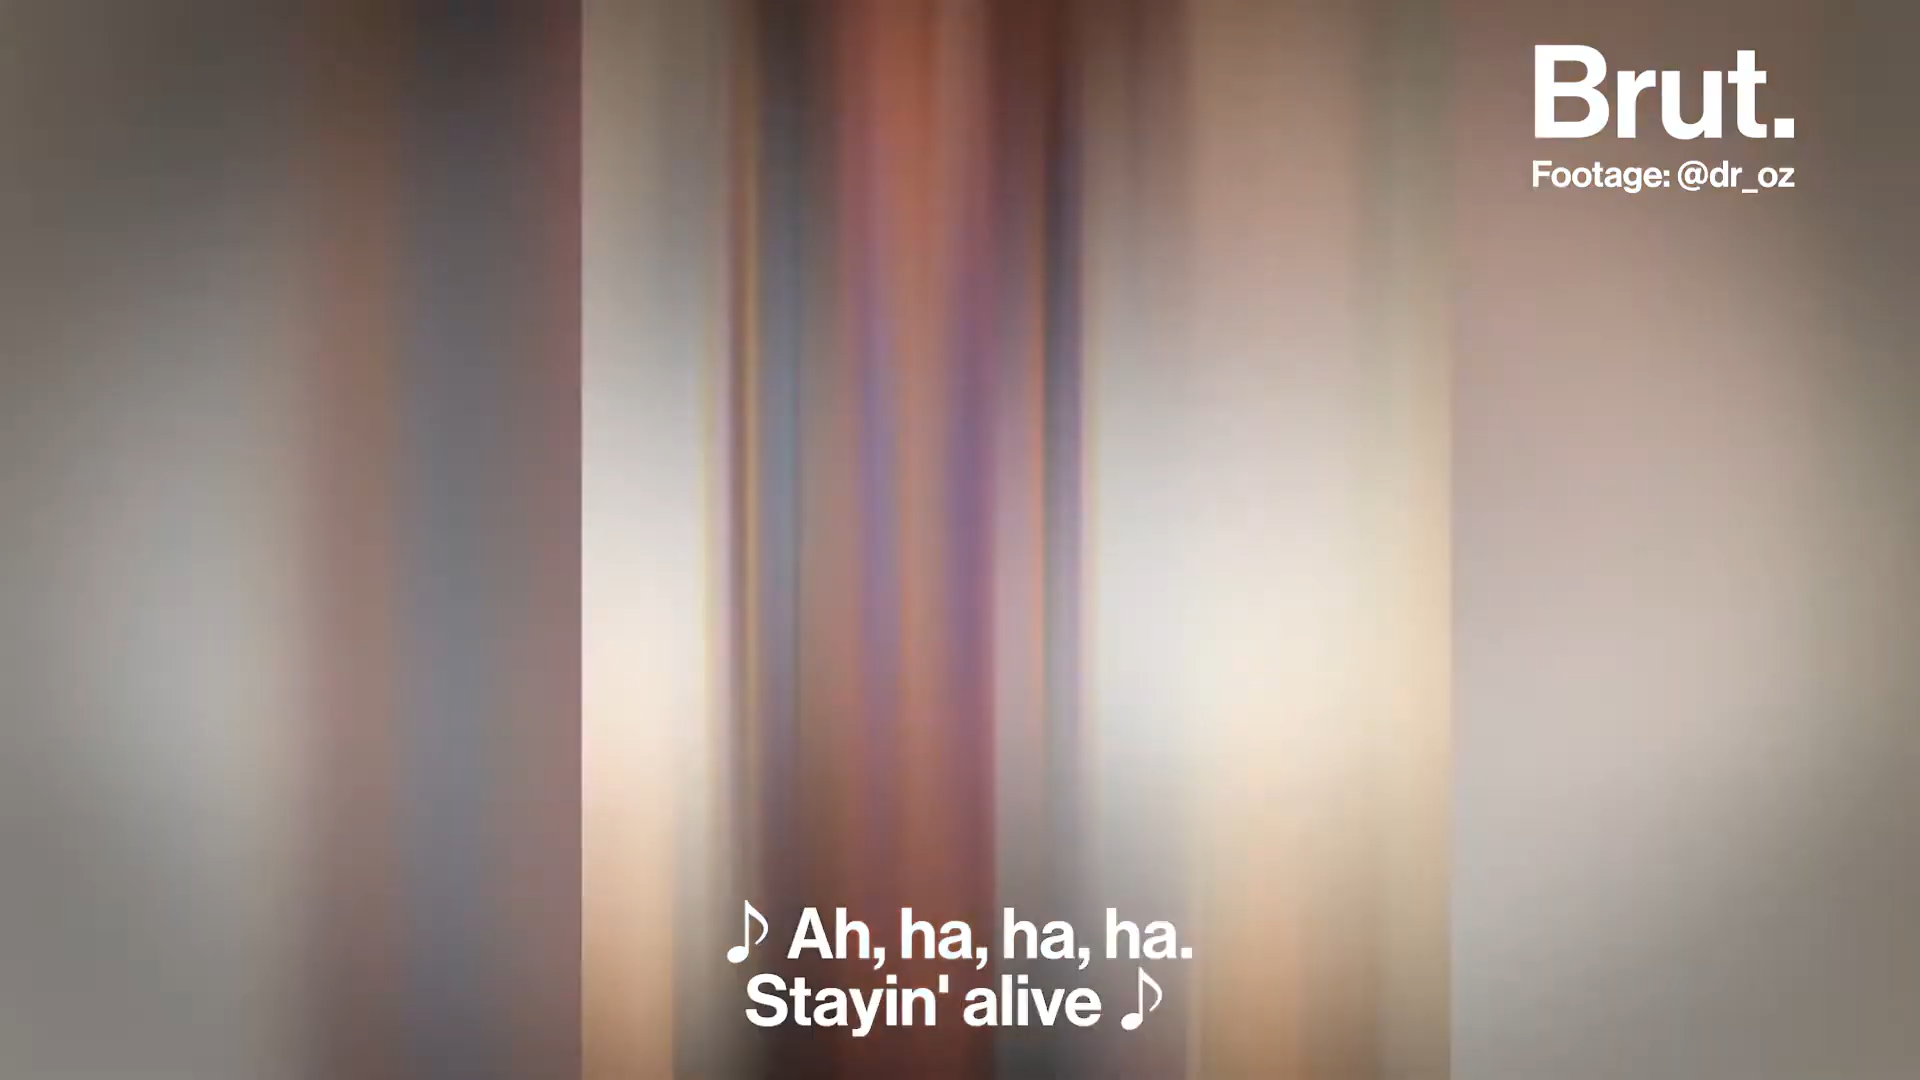 Brut.
Footage: @dr_oz
♪ Ah, ha, ha, ha.
Stayin' alive ♪